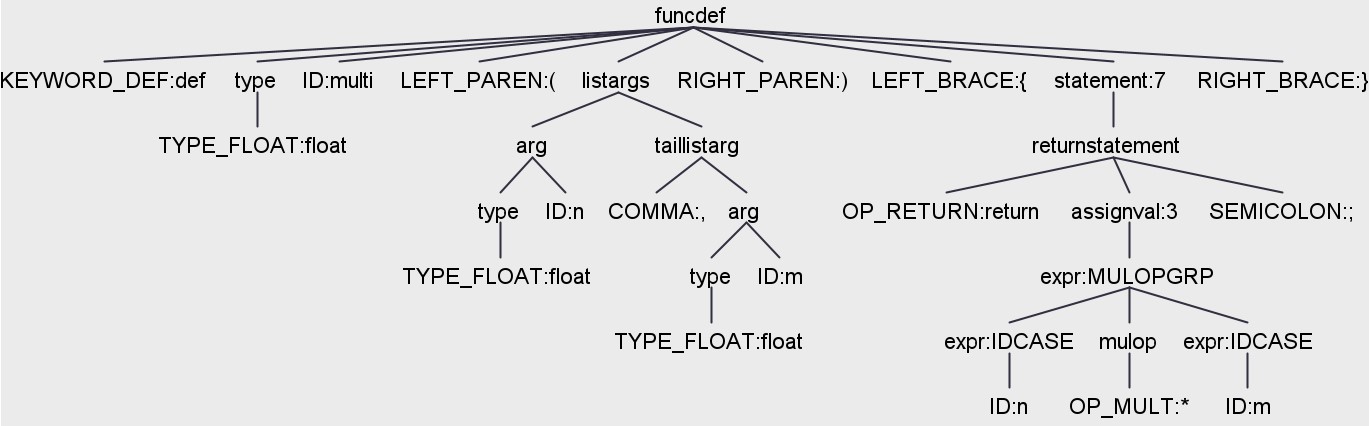 funcdef
KEYWORD_DEF:def type ID:multi LEFT_PAREN:( listargs RIGHT_PAREN:) LEFT_BRACE:{ statement:7 RIGHT_BRACE:}
TYPE_FLOAT:float arg taillistarg returnstatement
type ID:n COMMA:, arg OP_RETURN:return assignval:3 SEMICOLON:;
TYPE_FLOAT:float type ID:m expr:MULOPGRP
TYPE_FLOAT:float expr:IDCASE mulop expr:IDCASE
ID:n OP_MULT:* ID:m